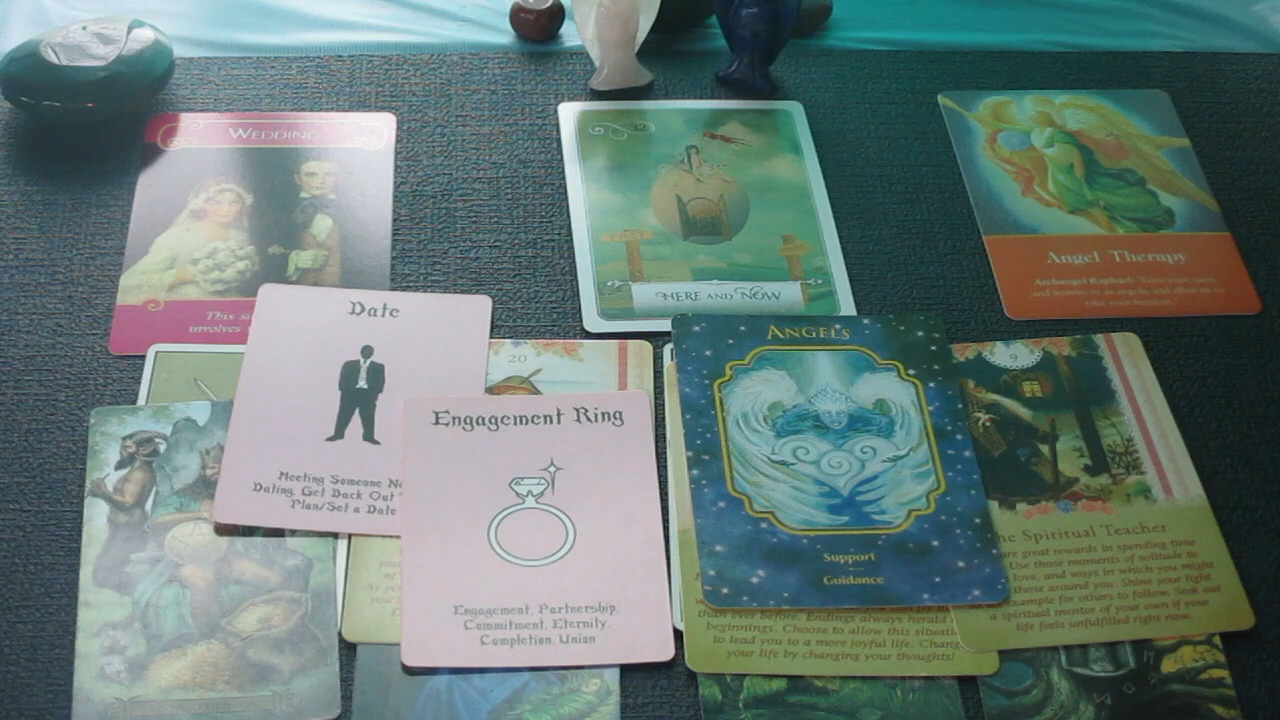 WEDDING
This si
involves
32
HERE AND NOW
Angel Therapy
Archangel Raphael: "Give your cares
and worries to us angels, and allow us to
take your burdens."
Date
Meeting Someone Ne
Dating, Get Back Out
Plan/Set a Date
20
Engagement Ring
Engagement, Partnership,
Commitment, Eternity,
Completion, Union
ANGELS
Support
Guidance
than ever before. Endings always herald
beginnings. Choose to allow this situati
to lead you to a more joyful life. Change
your life by changing your thoughts!
9
he Spiritual Teacher
are great rewards in spending time
Use those moments of solitude to
love, and ways in which you might
those around you. Shine your light
example for others to follow. Seek out
a spiritual mentor of your own if your
life feels unfulfilled right now.